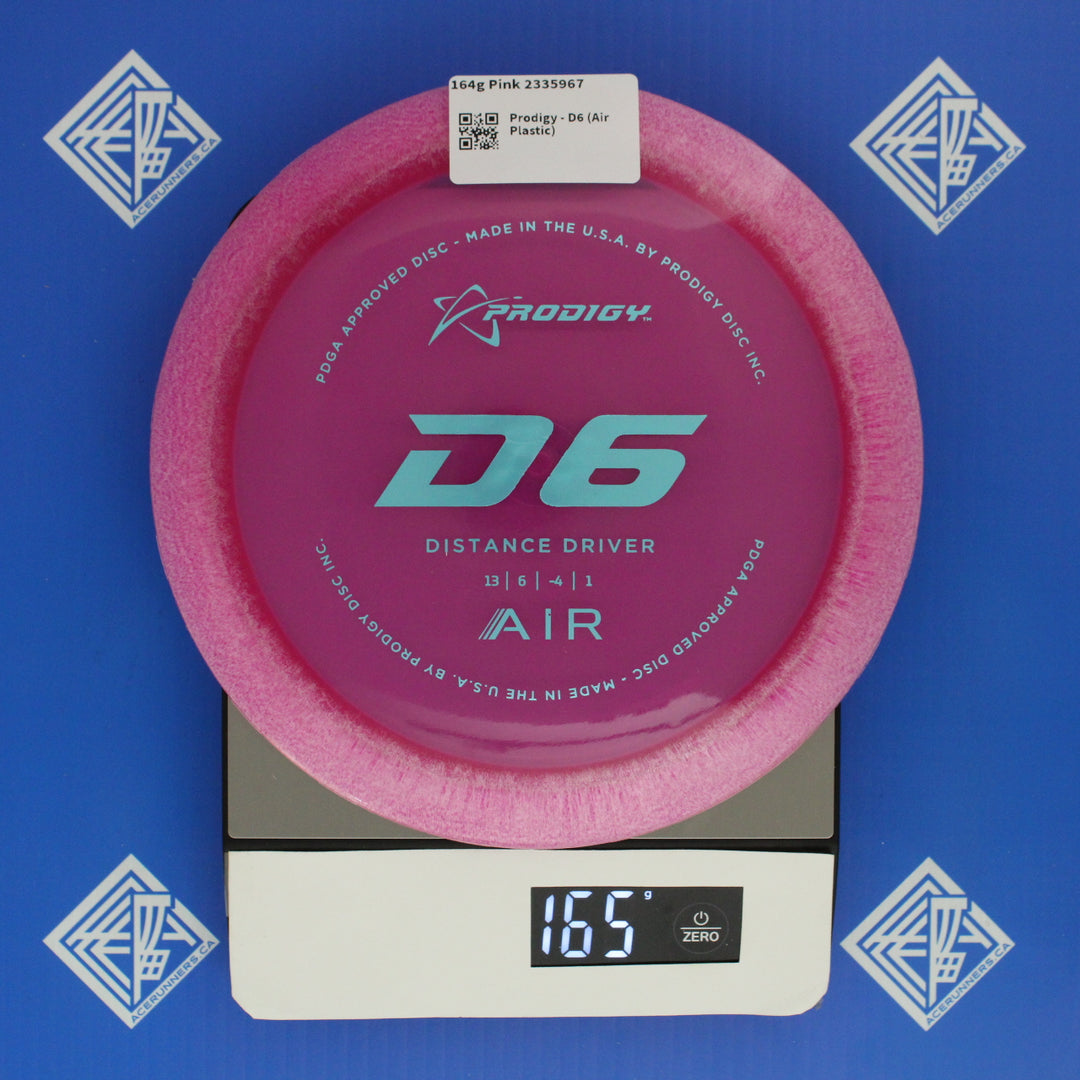 164g Pink 2335967
Prodigy - D6 (Air
Plastic)
PDGA APPROVED DISC - MADE IN THE U.S.A. BY PRODIGY DISC INC.
PRODIGY™
D6
DISTANCE DRIVER
13 | 6 | -4 | 1
AIR
PDGA APPROVED DISC - MADE IN THE U.S.A. BY PRODIGY DISC INC.
165 g
ZERO
ACERUNNERS.CA
ACERUNNERS.CA
ACERUNNERS.CA
ACERUNNERS.CA